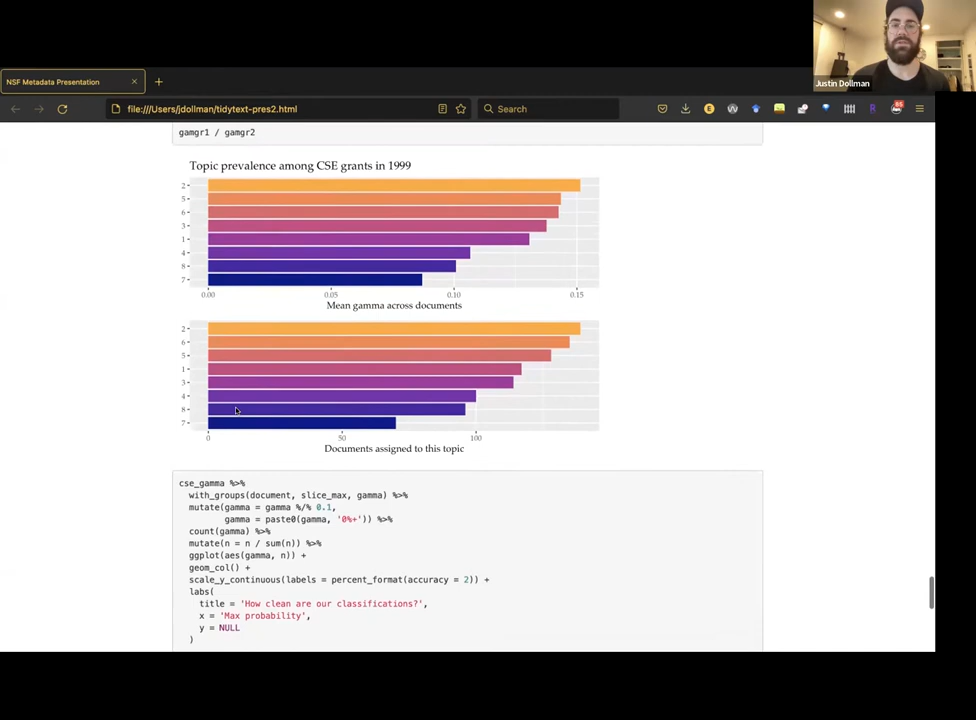 Justin Dollman
NSF Metadata Presentation
file:///Users/jdollman/tidytext-pres2.html
Search
gamgr1 / gamgr2
Topic prevalence among CSE grants in 1999
2
5
6
3
1
4
8
7
0.00 0.05 0.10 0.15
Mean gamma across documents
2
6
5
1
3
4
8
7
0 50 100
Documents assigned to this topic
cse_gamma %>%
with_groups(document, slice_max, gamma) %>%
mutate(gamma = gamma %/% 0.1,
gamma = paste0(gamma, '0%+')) %>%
count(gamma) %>%
mutate(n = n / sum(n)) %>%
ggplot(aes(gamma, n)) +
geom_col() +
scale_y_continuous(labels = percent_format(accuracy = 2)) +
labs(
title = 'How clean are our classifications?',
x = 'Max probability',
y = NULL
)